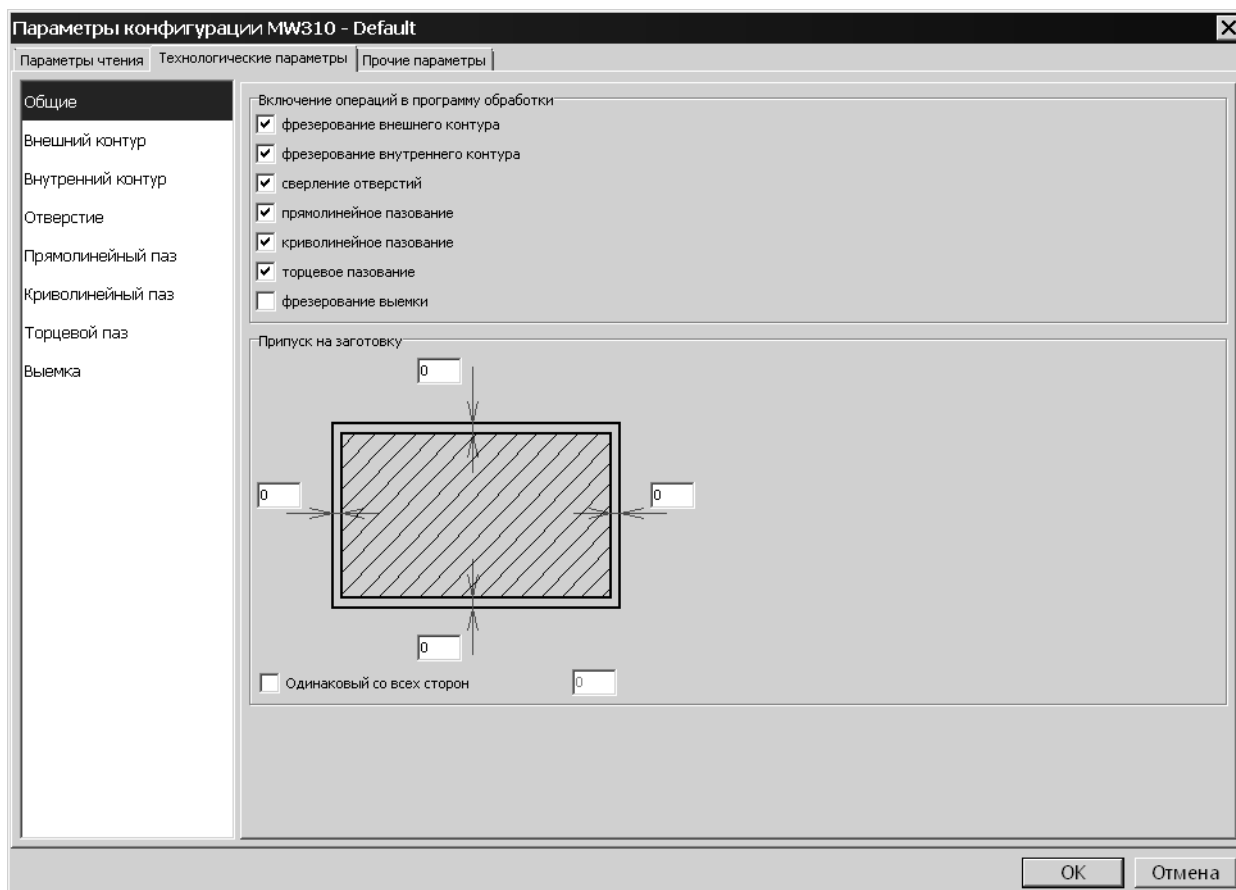 Параметры конфигурации MW310 - Default
Параметры чтения Технологические параметры Прочие параметры
Общие
Внешний контур
Внутренний контур
Отверстие
Прямолинейный паз
Криволинейный паз
Торцевой паз
Выемка
Включение операций в программу обработки
фрезерование внешнего контура
фрезерование внутреннего контура
сверление отверстий
прямолинейное пазование
криволинейное пазование
торцевое пазование
фрезерование выемки
Припуск на заготовку
0
0 0
0
Одинаковый со всех сторон 0
OK Отмена